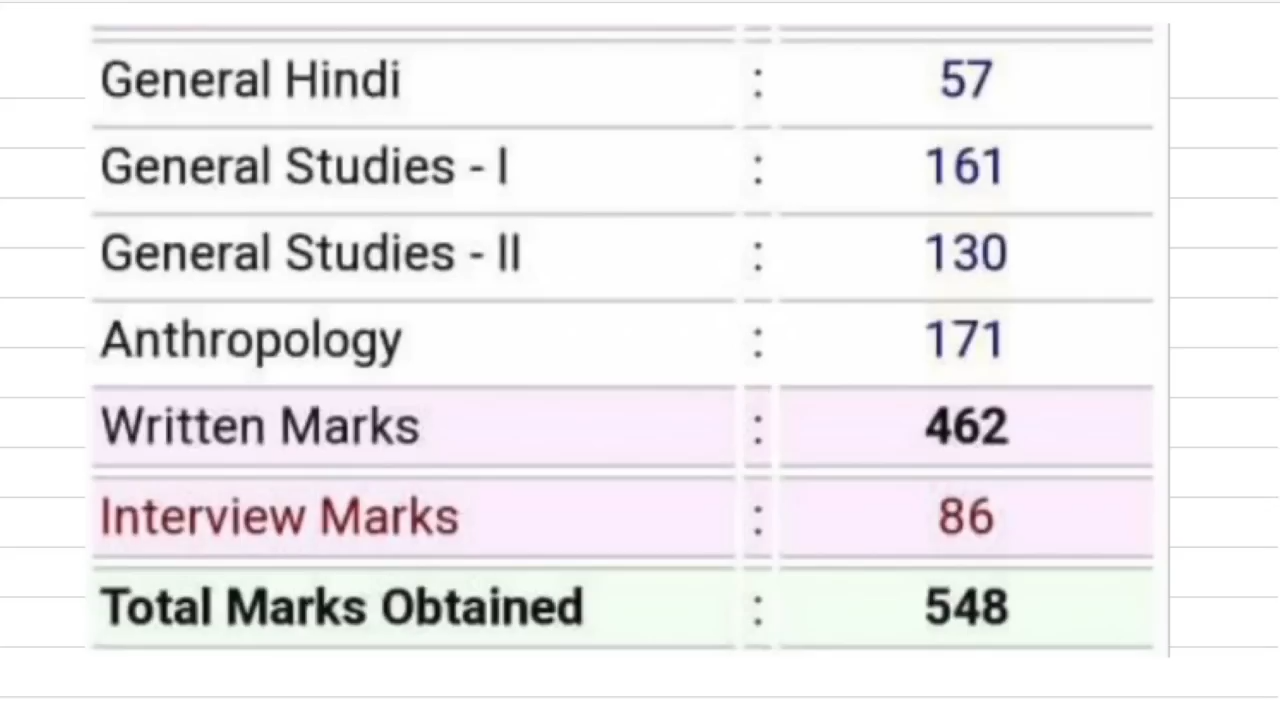 General Hindi : 57
General Studies - I : 161
General Studies - II : 130
Anthropology : 171
Written Marks : 462
Interview Marks : 86
Total Marks Obtained : 548